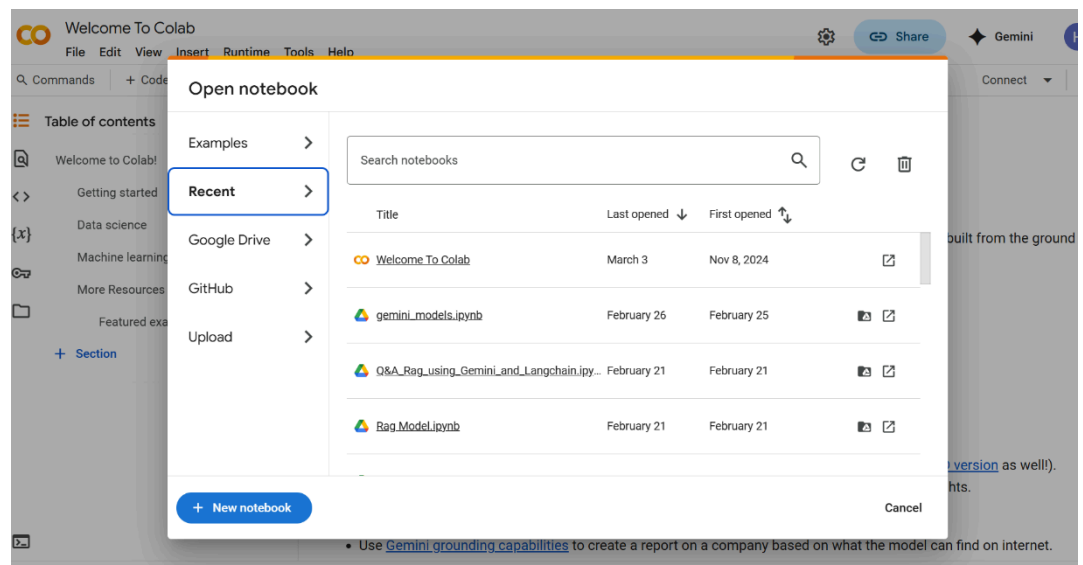 Welcome To Colab
File Edit View Insert Runtime Tools Help
Share
Gemini
Commands
+ Code
Connect
Open notebook
Table of contents
Welcome to Colab!
Getting started
Data science
Machine learning
More Resources
Featured exa
+ Section
Examples
Recent
Google Drive
GitHub
Upload
Search notebooks
Title Last opened First opened
Welcome To Colab March 3 Nov 8, 2024
gemini_models.ipynb February 26 February 25
Q&A_Rag_using_Gemini_and_Langchain.ipy... February 21 February 21
Rag Model.ipynb February 21 February 21
+ New notebook
Cancel
built from the ground
version as well!).
hts.
• Use Gemini grounding capabilities to create a report on a company based on what the model can find on internet.